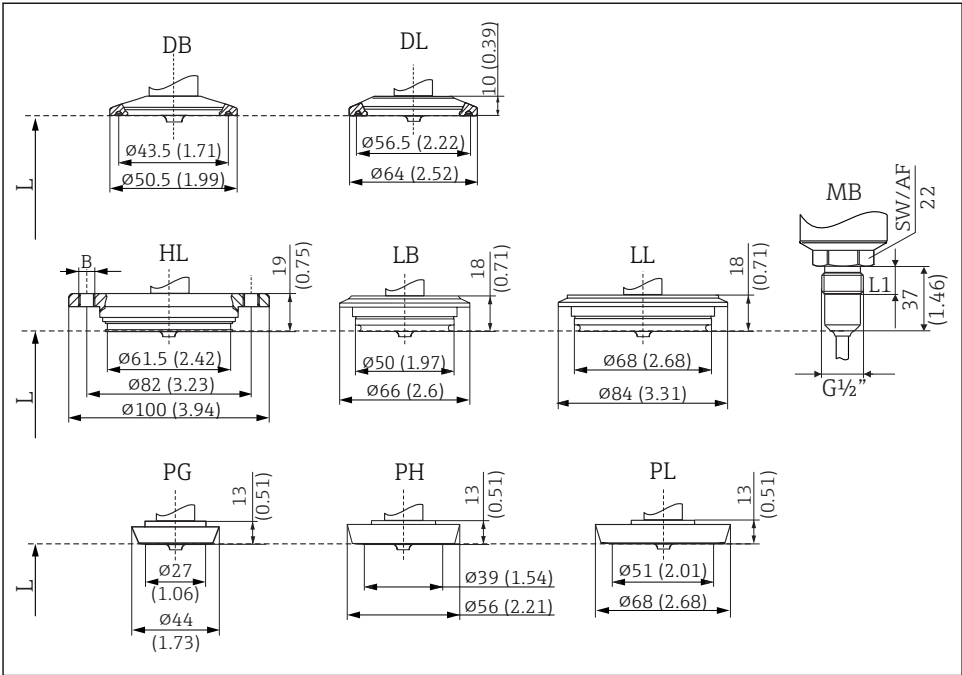 DB
DL
10 (0.39)
Ø43.5 (1.71)
Ø50.5 (1.99)
Ø56.5 (2.22)
Ø64 (2.52)
L
HL
B
19
(0.75)
Ø61.5 (2.42)
Ø82 (3.23)
Ø100 (3.94)
LB
18
(0.71)
Ø50 (1.97)
Ø66 (2.6)
LL
18
(0.71)
Ø68 (2.68)
Ø84 (3.31)
MB
SW/AF
22
L1
37
(1.46)
G½"
L
PG
13
(0.51)
Ø27
(1.06)
Ø44
(1.73)
PH
13
(0.51)
Ø39 (1.54)
Ø56 (2.21)
PL
13
(0.51)
Ø51 (2.01)
Ø68 (2.68)
L